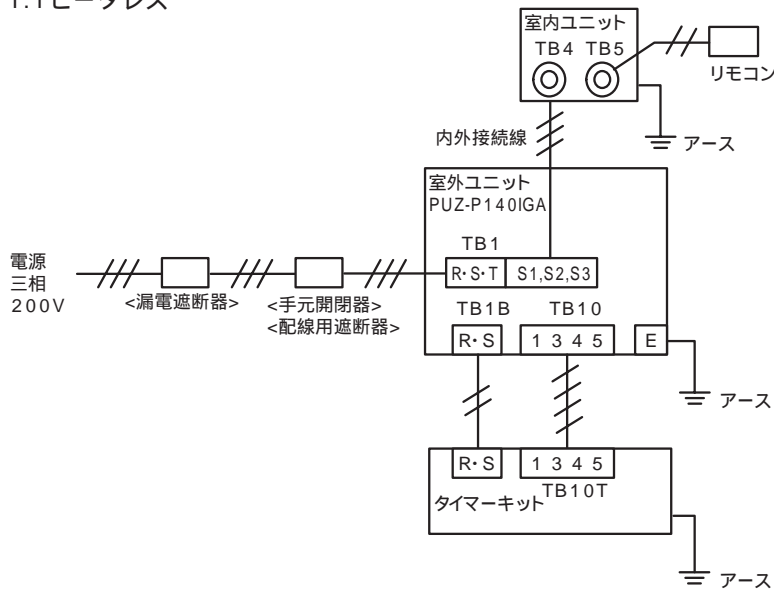 1:1ヒータレス
室内ユニット
TB4 TB5
リモコン
内外接続線
アース
室外ユニット
PUZ-P140IGA
TB1
電源
三相
200V
R・S・T S1,S2,S3
<漏電遮断器>
<手元開閉器>
<配線用遮断器>
TB1B TB10
R・S 1 3 4 5 E
アース
R・S 1 3 4 5
タイマーキット TB10T
アース